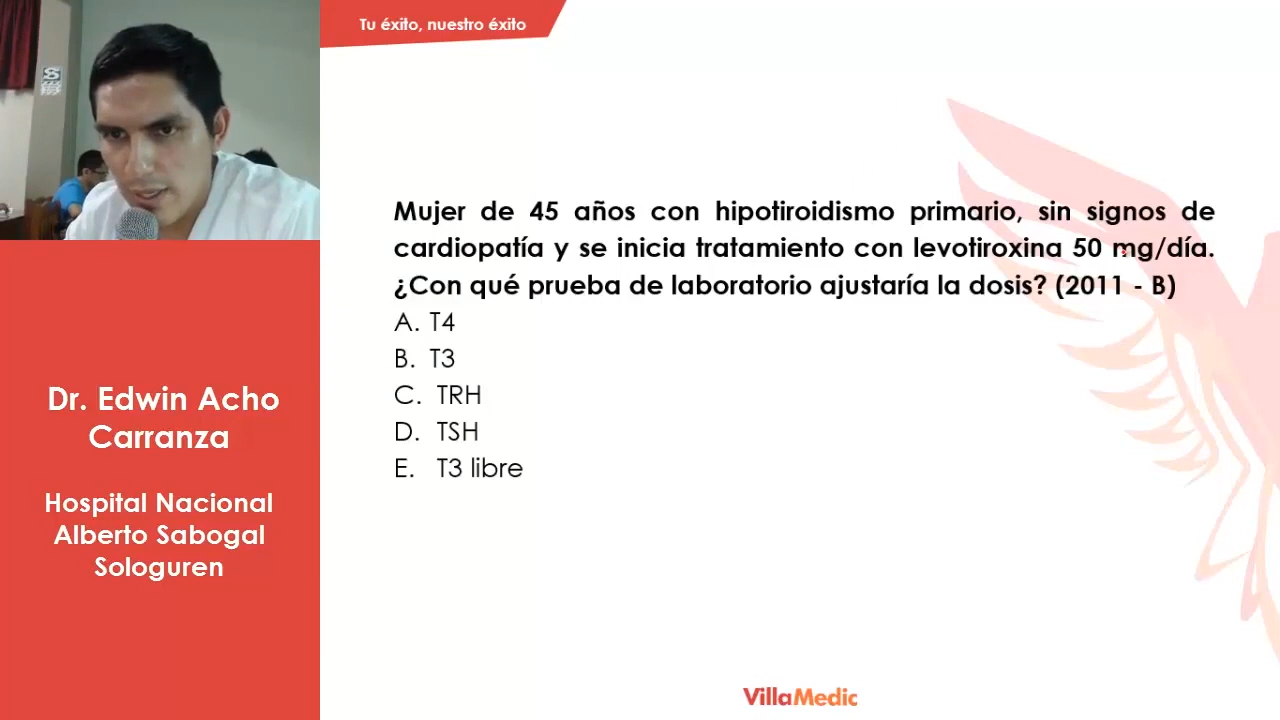 Tu éxito, nuestro éxito
Mujer de 45 años con hipotiroidismo primario, sin signos de
cardiopatía y se inicia tratamiento con levotiroxina 50 mg/día.
¿Con qué prueba de laboratorio ajustaría la dosis? (2011 - B)
A. T4
B. T3
C. TRH
D. TSH
E. T3 libre
Dr. Edwin Acho
Carranza
Hospital Nacional
Alberto Sabogal
Sologuren
VillaMedic